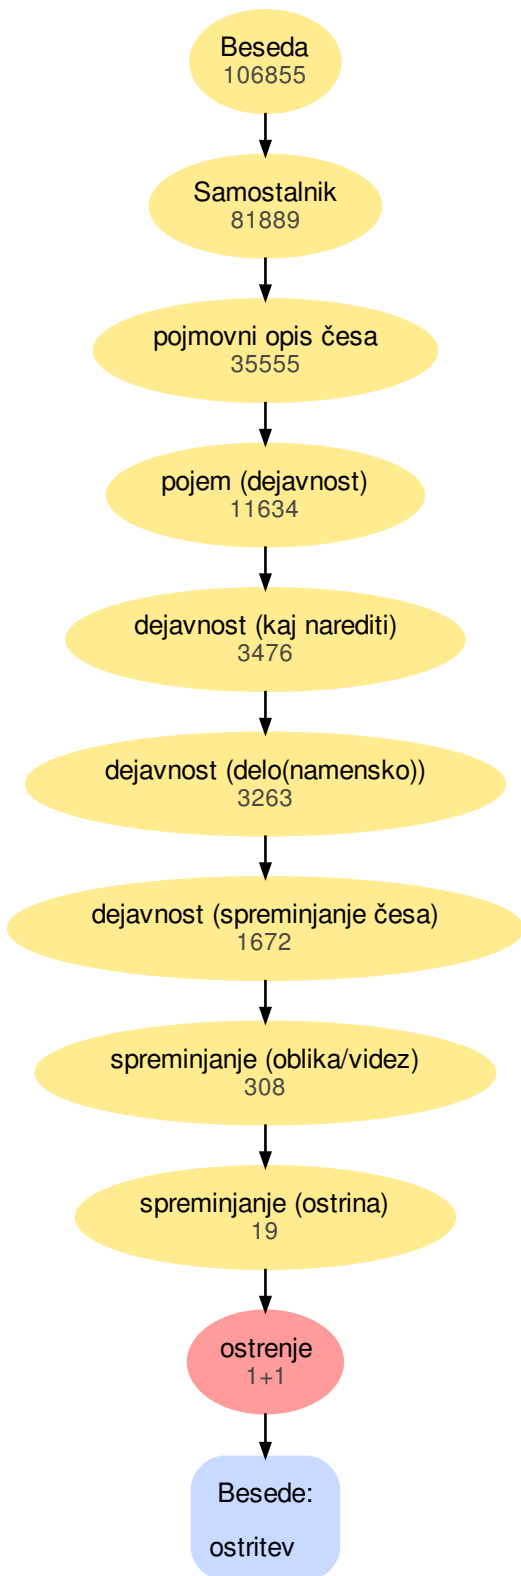 Beseda
106855
Samostalnik
81889
pojmovni opis česa
35555
pojem (dejavnost)
11634
dejavnost (kaj narediti)
3476
dejavnost (delo(namensko))
3263
dejavnost (spreminjanje česa)
1672
spreminjanje (oblika/videz)
308
spreminjanje (ostrina)
19
ostrenje
1+1
Besede:
ostritev